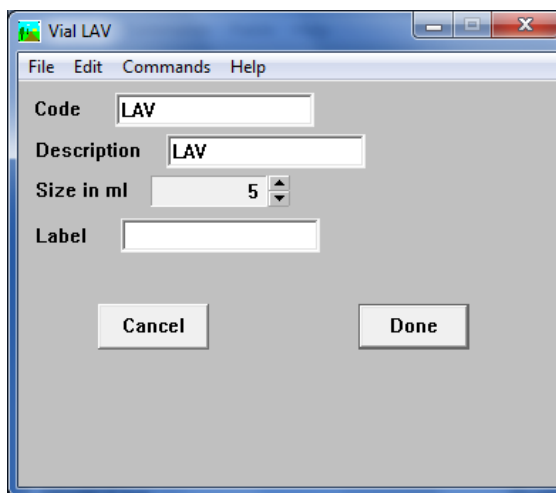 Vial LAV
File Edit Commands Help
Code LAV
Description LAV
Size in ml 5
Label
Cancel Done